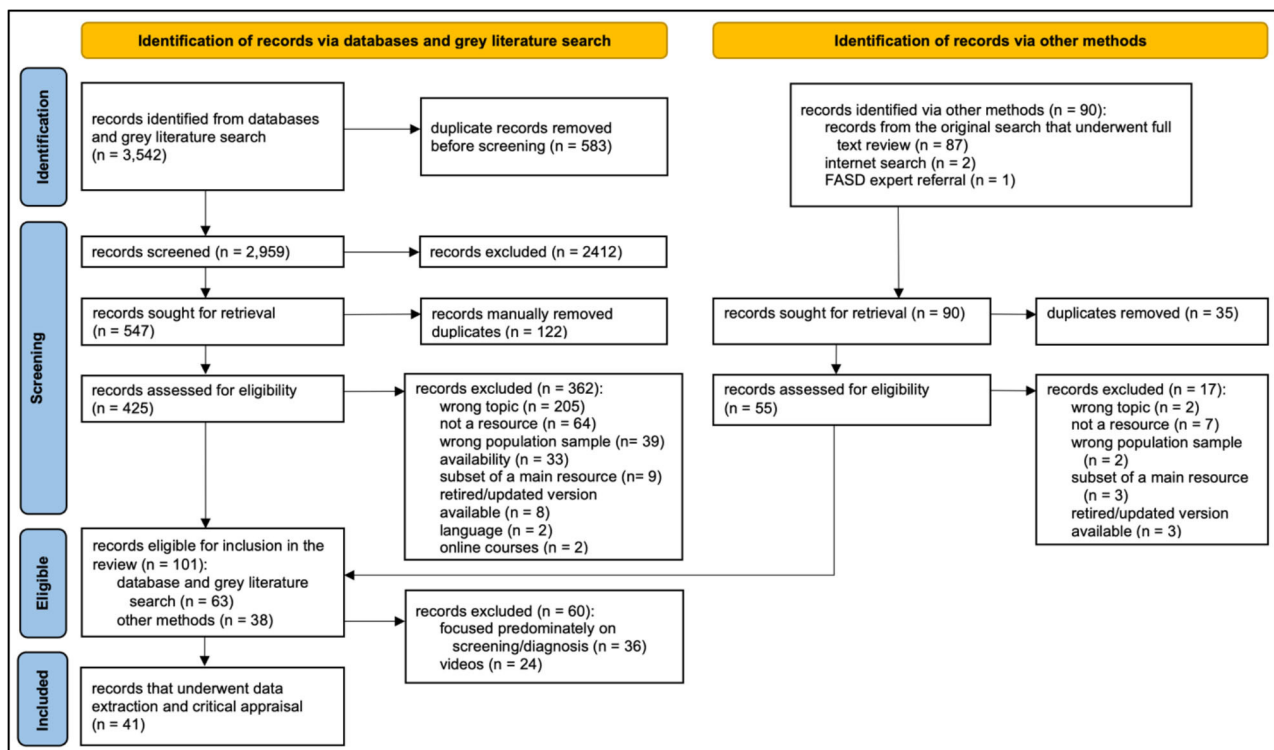 Identification of records via databases and grey literature search
Identification of records via other methods
Identification
records identified from databases
and grey literature search
(n = 3,542)
duplicate records removed
before screening (n = 583)
records identified via other methods (n = 90):
records from the original search that underwent full
text review (n = 87)
internet search (n = 2)
FASD expert referral (n = 1)
Screening
records screened (n = 2,959)
records excluded (n = 2412)
records sought for retrieval
(n = 547)
records manually removed
duplicates (n = 122)
records sought for retrieval (n = 90)
duplicates removed (n = 35)
records assessed for eligibility
(n = 425)
records excluded (n = 362):
wrong topic (n = 205)
not a resource (n = 64)
wrong population sample (n= 39)
availability (n = 33)
subset of a main resource (n= 9)
retired/updated version
available (n = 8)
language (n = 2)
online courses (n = 2)
records assessed for eligibility
(n = 55)
records excluded (n = 17):
wrong topic (n = 2)
not a resource (n = 7)
wrong population sample
(n = 2)
subset of a main resource
(n = 3)
retired/updated version
available (n = 3)
Eligible
records eligible for inclusion in the
review (n = 101):
database and grey literature
search (n = 63)
other methods (n = 38)
records excluded (n = 60):
focused predominately on
screening/diagnosis (n = 36)
videos (n = 24)
Included
records that underwent data
extraction and critical appraisal
(n = 41)